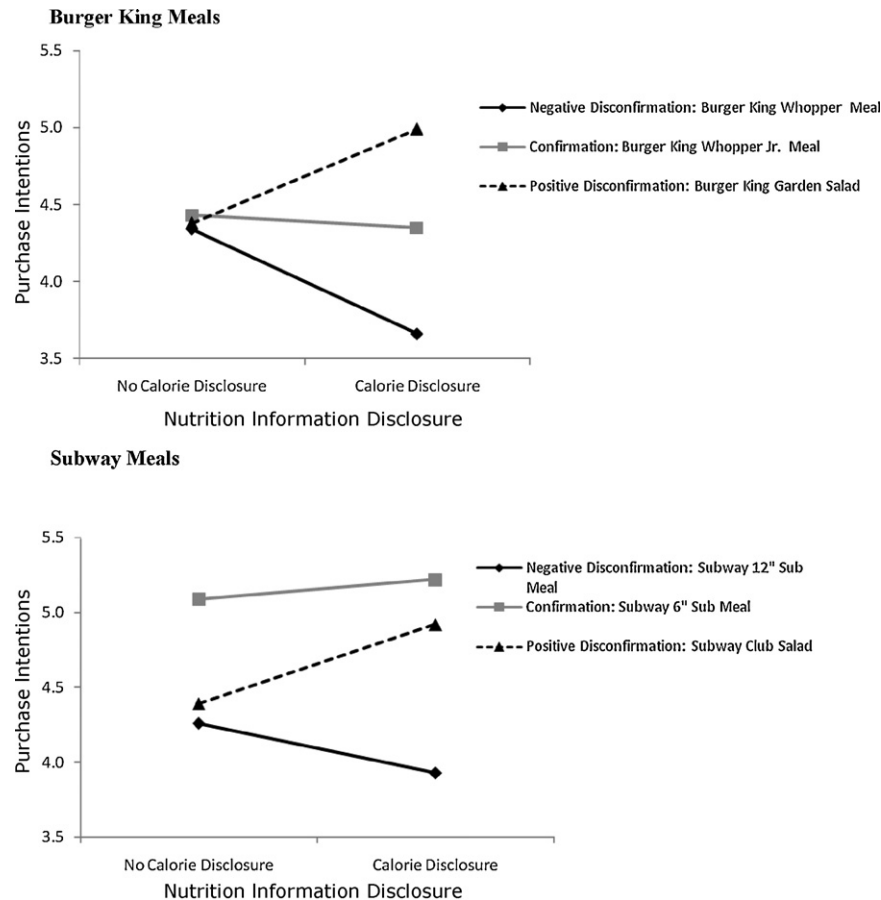 Burger King Meals
5.5
5.0
4.5
4.0
3.5
Purchase Intentions
No Calorie Disclosure
Calorie Disclosure
Nutrition Information Disclosure
Negative Disconfirmation: Burger King Whopper Meal
Confirmation: Burger King Whopper Jr. Meal
Positive Disconfirmation: Burger King Garden Salad
Subway Meals
5.5
5.0
4.5
4.0
3.5
Purchase Intentions
No Calorie Disclosure
Calorie Disclosure
Nutrition Information Disclosure
Negative Disconfirmation: Subway 12" Sub
Meal
Confirmation: Subway 6" Sub Meal
Positive Disconfirmation: Subway Club Salad